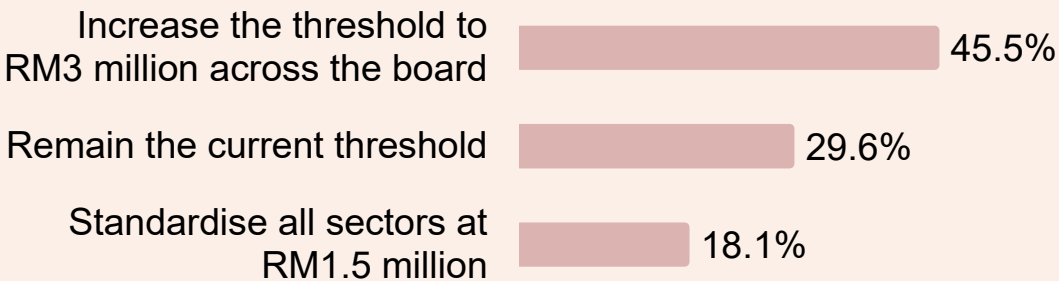 Increase the threshold to
RM3 million across the board
45.5%
Remain the current threshold
29.6%
Standardise all sectors at
RM1.5 million
18.1%